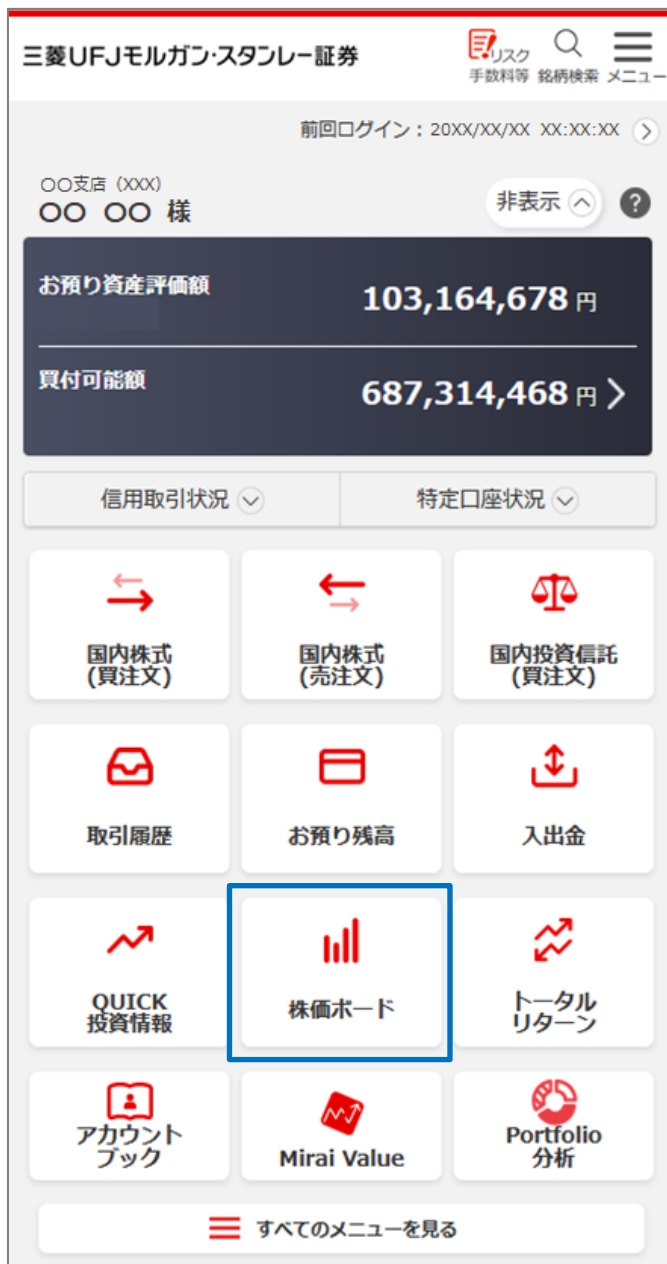 三菱UFJモルガン・スタンレー証券
リスク
手数料等 銘柄検索 メニュー
前回ログイン：20XX/XX/XX XX:XX:XX
〇〇支店（XXX）
〇〇 〇〇 様
非表示
?
お預り資産評価額
103,164,678 円
買付可能額
687,314,468 円
信用取引状況
特定口座状況
国内株式
(買注文)
国内株式
(売注文)
国内投資信託
(買注文)
取引履歴
お預り残高
入出金
QUICK
投資情報
株価ボード
トータル
リターン
アカウント
ブック
Mirai Value
Portfolio
分析
すべてのメニューを見る